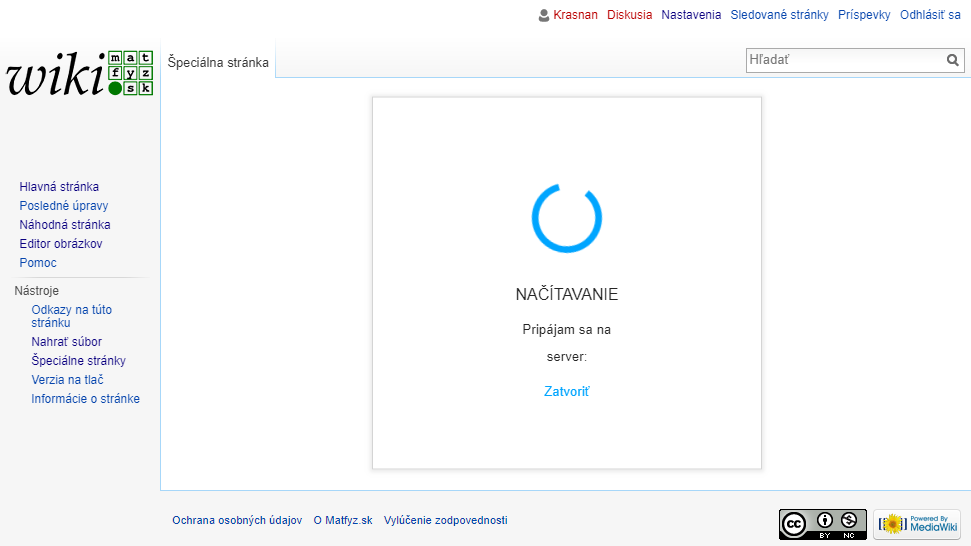 Krasnan Diskusia Nastavenia Sledované stránky Príspevky Odhlásiť sa
wiki mat fyz sk
Špeciálna stránka
Hľadať
Hlavná stránka
Posledné úpravy
Náhodná stránka
Editor obrázkov
Pomoc
Nástroje
Odkazy na túto
stránku
Nahrať súbor
Špeciálne stránky
Verzia na tlač
Informácie o stránke
NAČÍTAVANIE
Pripájam sa na
server:
Zatvoriť
Ochrana osobných údajov O Matfyz.sk Vylúčenie zodpovednosti
cc BY NC
Powered By
MediaWiki